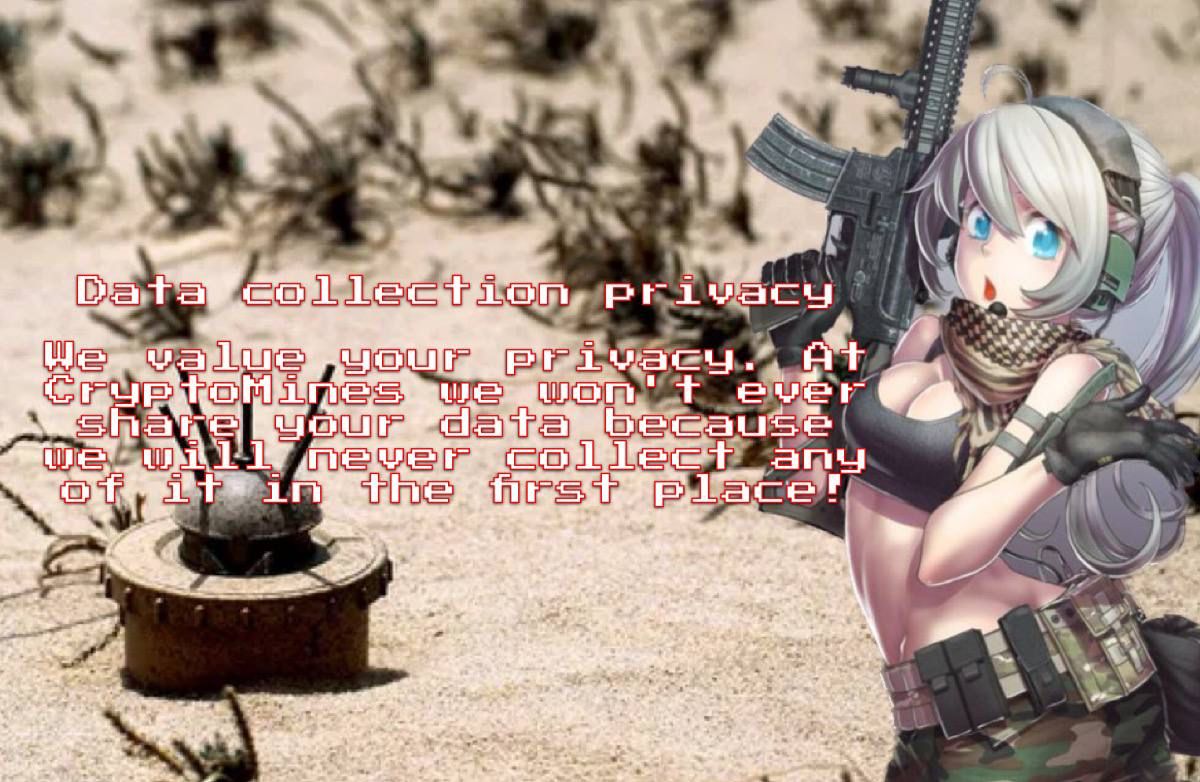 Data collection privacy
We value your privacy. At
CryptoMines we won't ever
share your data because
we will never collect any
of it in the first place!